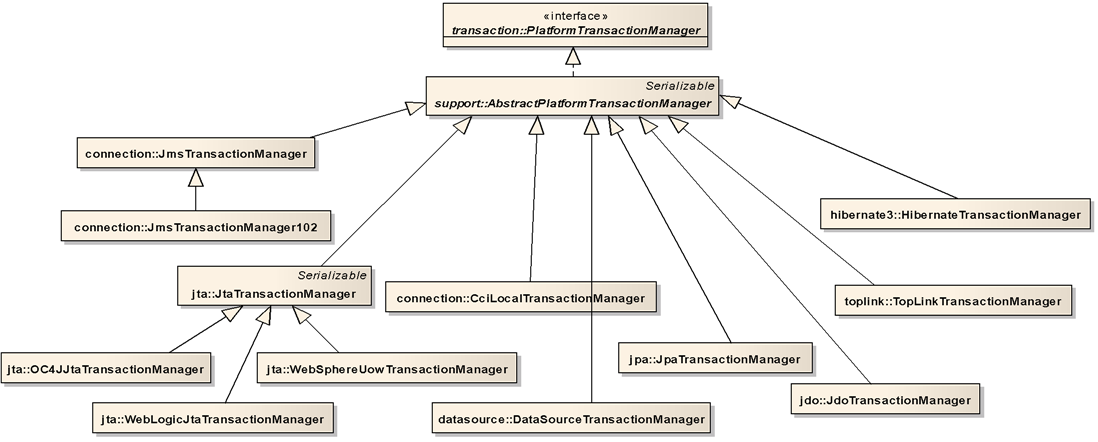 «interface»
transaction::PlatformTransactionManager
Serializable
support::AbstractPlatformTransactionManager
connection::JmsTransactionManager
connection::JmsTransactionManager102
hibernate3::HibernateTransactionManager
Serializable
jta::JtaTransactionManager
connection::CciLocalTransactionManager
toplink::TopLinkTransactionManager
jta::OC4JJtaTransactionManager
jta::WebSphereUowTransactionManager
jpa::JpaTransactionManager
jdo::JdoTransactionManager
jta::WebLogicJtaTransactionManager
datasource::DataSourceTransactionManager